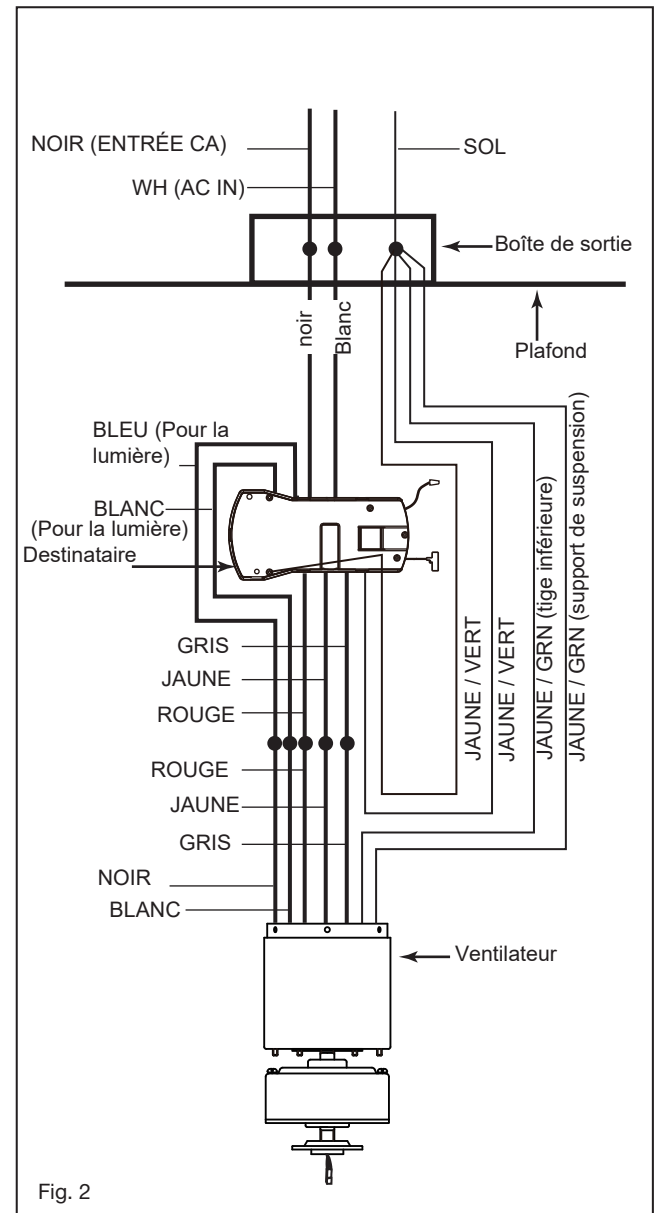 NOIR (ENTRÉE CA)
SOL
WH (AC IN)
Boîte de sortie
noir
Blanc
Plafond
BLEU (Pour la
lumière)
BLANC
(Pour la lumière)
Destinataire
JAUNE / VERT
JAUNE / VERT
JAUNE / GRN (tige inférieure)
JAUNE / GRN (support de suspension)
GRIS
JAUNE
ROUGE
ROUGE
JAUNE
GRIS
NOIR
BLANC
Ventilateur
Fig. 2